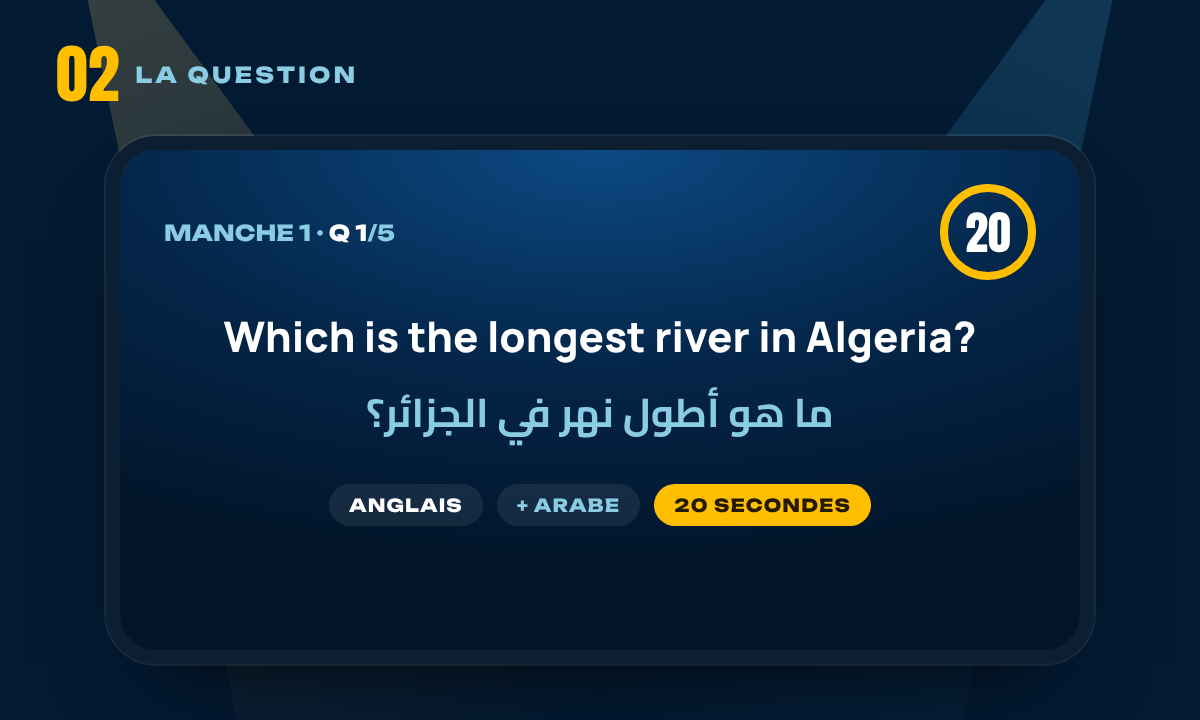 02 LA QUESTION
MANCHE 1 · Q 1/5
20
Which is the longest river in Algeria?
ما هو أطول نهر في الجزائر؟
ANGLAIS
+ ARABE
20 SECONDES